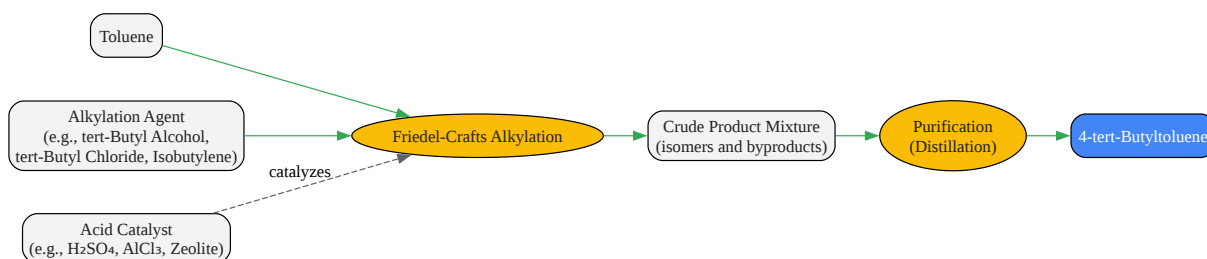 Toluene
Alkylation Agent
(e.g., tert-Butyl Alcohol,
tert-Butyl Chloride, Isobutylene)
Friedel-Crafts Alkylation
Crude Product Mixture
(isomers and byproducts)
Purification
(Distillation)
4-tert-Butyltoluene
catalyzes
Acid Catalyst
(e.g., H₂SO₄, AlCl₃, Zeolite)